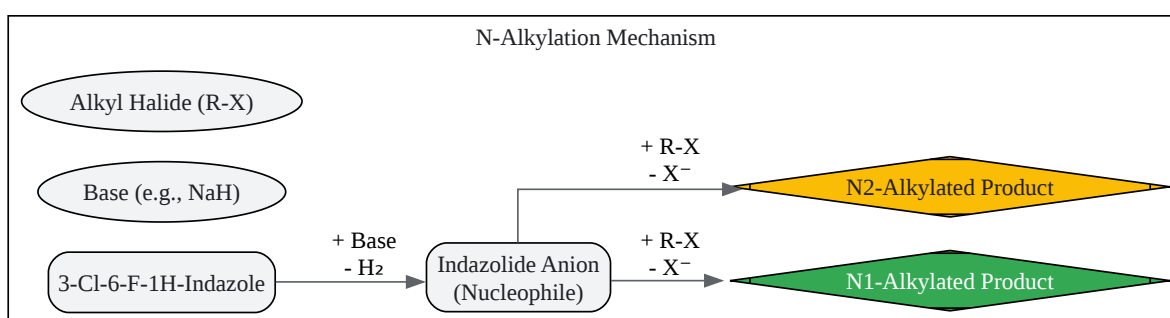 N-Alkylation Mechanism
Alkyl Halide (R-X)
+ R-X
- X⁻
Base (e.g., NaH)
N2-Alkylated Product
+ Base
- H₂
+ R-X
- X⁻
3-Cl-6-F-1H-Indazole
Indazolide Anion
(Nucleophile)
N1-Alkylated Product